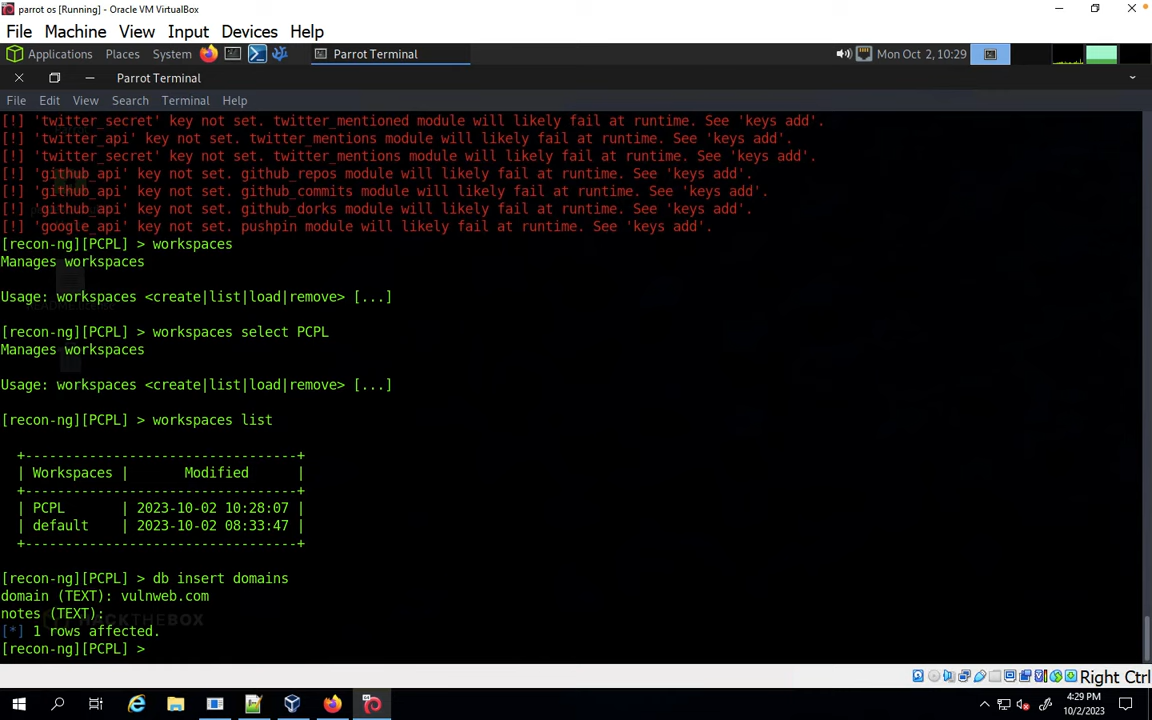 parrot os [Running] - Oracle VM VirtualBox
File Machine View Input Devices Help
Applications Places System Parrot Terminal Mon Oct 2, 10:29
Parrot Terminal
File Edit View Search Terminal Help
[!] 'twitter_secret' key not set. twitter_mentioned module will likely fail at runtime. See 'keys add'.
[!] 'twitter_api' key not set. twitter_mentions module will likely fail at runtime. See 'keys add'.
[!] 'twitter_secret' key not set. twitter_mentions module will likely fail at runtime. See 'keys add'.
[!] 'github_api' key not set. github_repos module will likely fail at runtime. See 'keys add'.
[!] 'github_api' key not set. github_commits module will likely fail at runtime. See 'keys add'.
[!] 'github_api' key not set. github_dorks module will likely fail at runtime. See 'keys add'.
[!] 'google_api' key not set. pushpin module will likely fail at runtime. See 'keys add'.
[recon-ng][PCPL] > workspaces
Manages workspaces
Usage: workspaces <create|list|load|remove> [...]
[recon-ng][PCPL] > workspaces select PCPL
Manages workspaces
Usage: workspaces <create|list|load|remove> [...]
[recon-ng][PCPL] > workspaces list
+----------------------------------+
| Workspaces | Modified |
+----------------------------------+
| PCPL | 2023-10-02 10:28:07 |
| default | 2023-10-02 08:33:47 |
+----------------------------------+
[recon-ng][PCPL] > db insert domains
domain (TEXT): vulnweb.com
notes (TEXT):
HACKTHEBOX
[*] 1 rows affected.
[recon-ng][PCPL] >
Right Ctrl
4:29 PM
10/2/2023